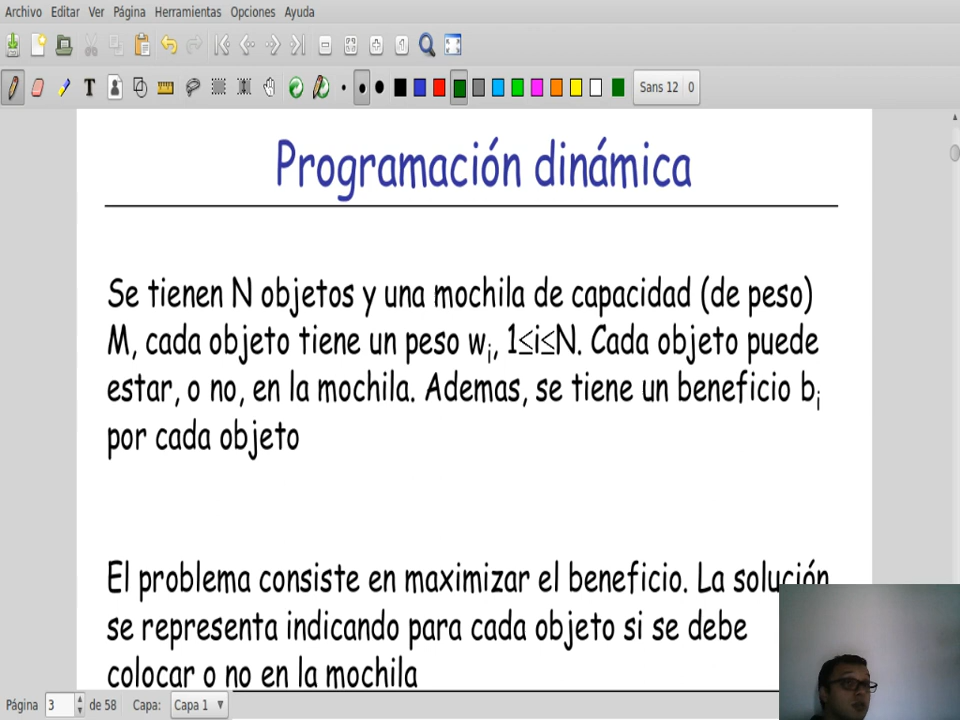 Archivo Editar Ver Página Herramientas Opciones Ayuda
T
Sans 12 0
Programación dinámica
Se tienen N objetos y una mochila de capacidad (de peso)
M, cada objeto tiene un peso wi, 1≤i≤N. Cada objeto puede
estar, o no, en la mochila. Ademas, se tiene un beneficio bi
por cada objeto
El problema consiste en maximizar el beneficio. La solución
se representa indicando para cada objeto si se debe
colocar o no en la mochila
Página 3 de 58 Capa: Capa 1